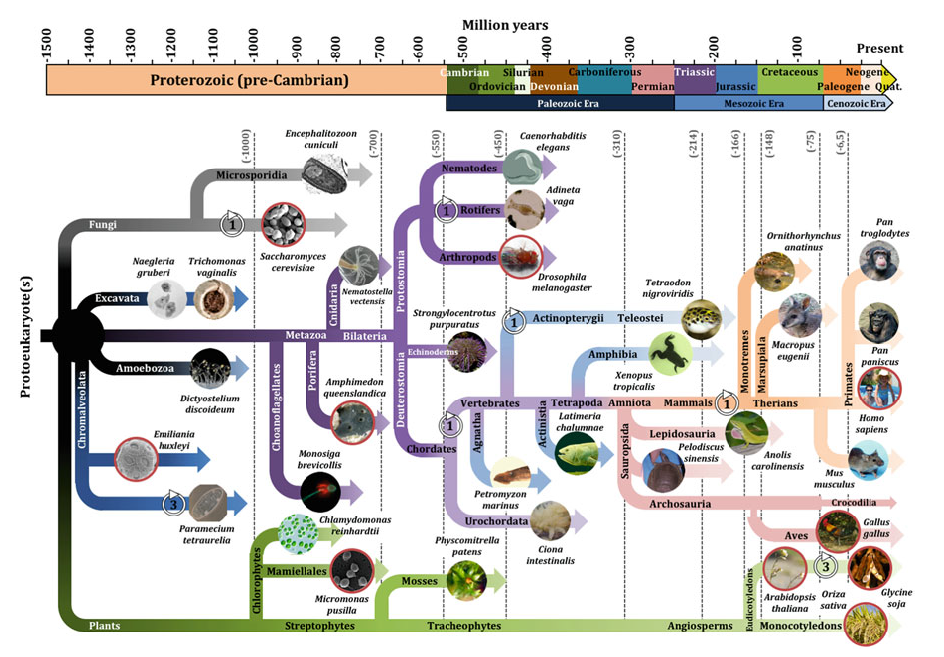 Million years
-1500
-1400
-1300
-1200
-1100
-1000
-900
-800
-700
-600
-500
-400
-300
-200
-100
Present
Proterozoic (pre-Cambrian)
Cambrian
Ordovician
Silurian
Devonian
Carboniferous
Permian
Triassic
Jurassic
Cretaceous
Paleogene
Neogene
Quat.
Paleozoic Era
Mesozoic Era
Cenozoic Era
(-1000)
(-700)
(-550)
(-450)
(-310)
(-214)
(-166)
(-148)
(-75)
(-6,5)
Protoeukaryote(s)
Encephalitozoon
cuniculi
Microsporidia
Fungi
1
Saccharomyces
cerevisiae
Naegleria
gruberi
Trichomonas
vaginalis
Excavata
Amoebozoa
Dictyostelium
discoideum
Chromalveolata
Emiliania
huxleyi
3
Paramecium
tetraurelia
Metazoa
Bilateria
Cnidaria
Nematostella
vectensis
Choanoflagellates
Porifera
Amphimedon
queenslandica
Monosiga
brevicollis
Protostomia
Deuterostomia
Nematodes
Caenorhabditis
elegans
1
Rotifers
Adineta
vaga
Arthropods
Drosophila
melanogaster
Strongylocentrotus
purpuratus
Echinoderms
Chordates
1
Vertebrates
Agnatha
Petromyzon
marinus
Urochordata
Ciona
intestinalis
1
Actinopterygii
Teleostei
Tetraodon
nigroviridis
Amphibia
Xenopus
tropicalis
Actinistia
Tetrapoda
Latimeria
chalumnae
Amniota
Mammals
1
Therians
Sauropsida
Lepidosauria
Pelodiscus
sinensis
Anolis
carolinensis
Archosauria
Crocodilia
Aves
Gallus
gallus
Monotremes
Ornithorhynchus
anatinus
Marsupiala
Macropus
eugenii
Primates
Pan
troglodytes
Pan
paniscus
Homo
sapiens
Mus
musculus
Chlorophytes
Chlamydomonas
reinhardtii
Mamiellales
Micromonas
pusilla
Physcomitrella
patens
Mosses
Plants
Streptophytes
Tracheophytes
Angiosperms
Eudicotyledons
Arabidopsis
thaliana
3
Glycine
soja
Oriza
sativa
Monocotyledons